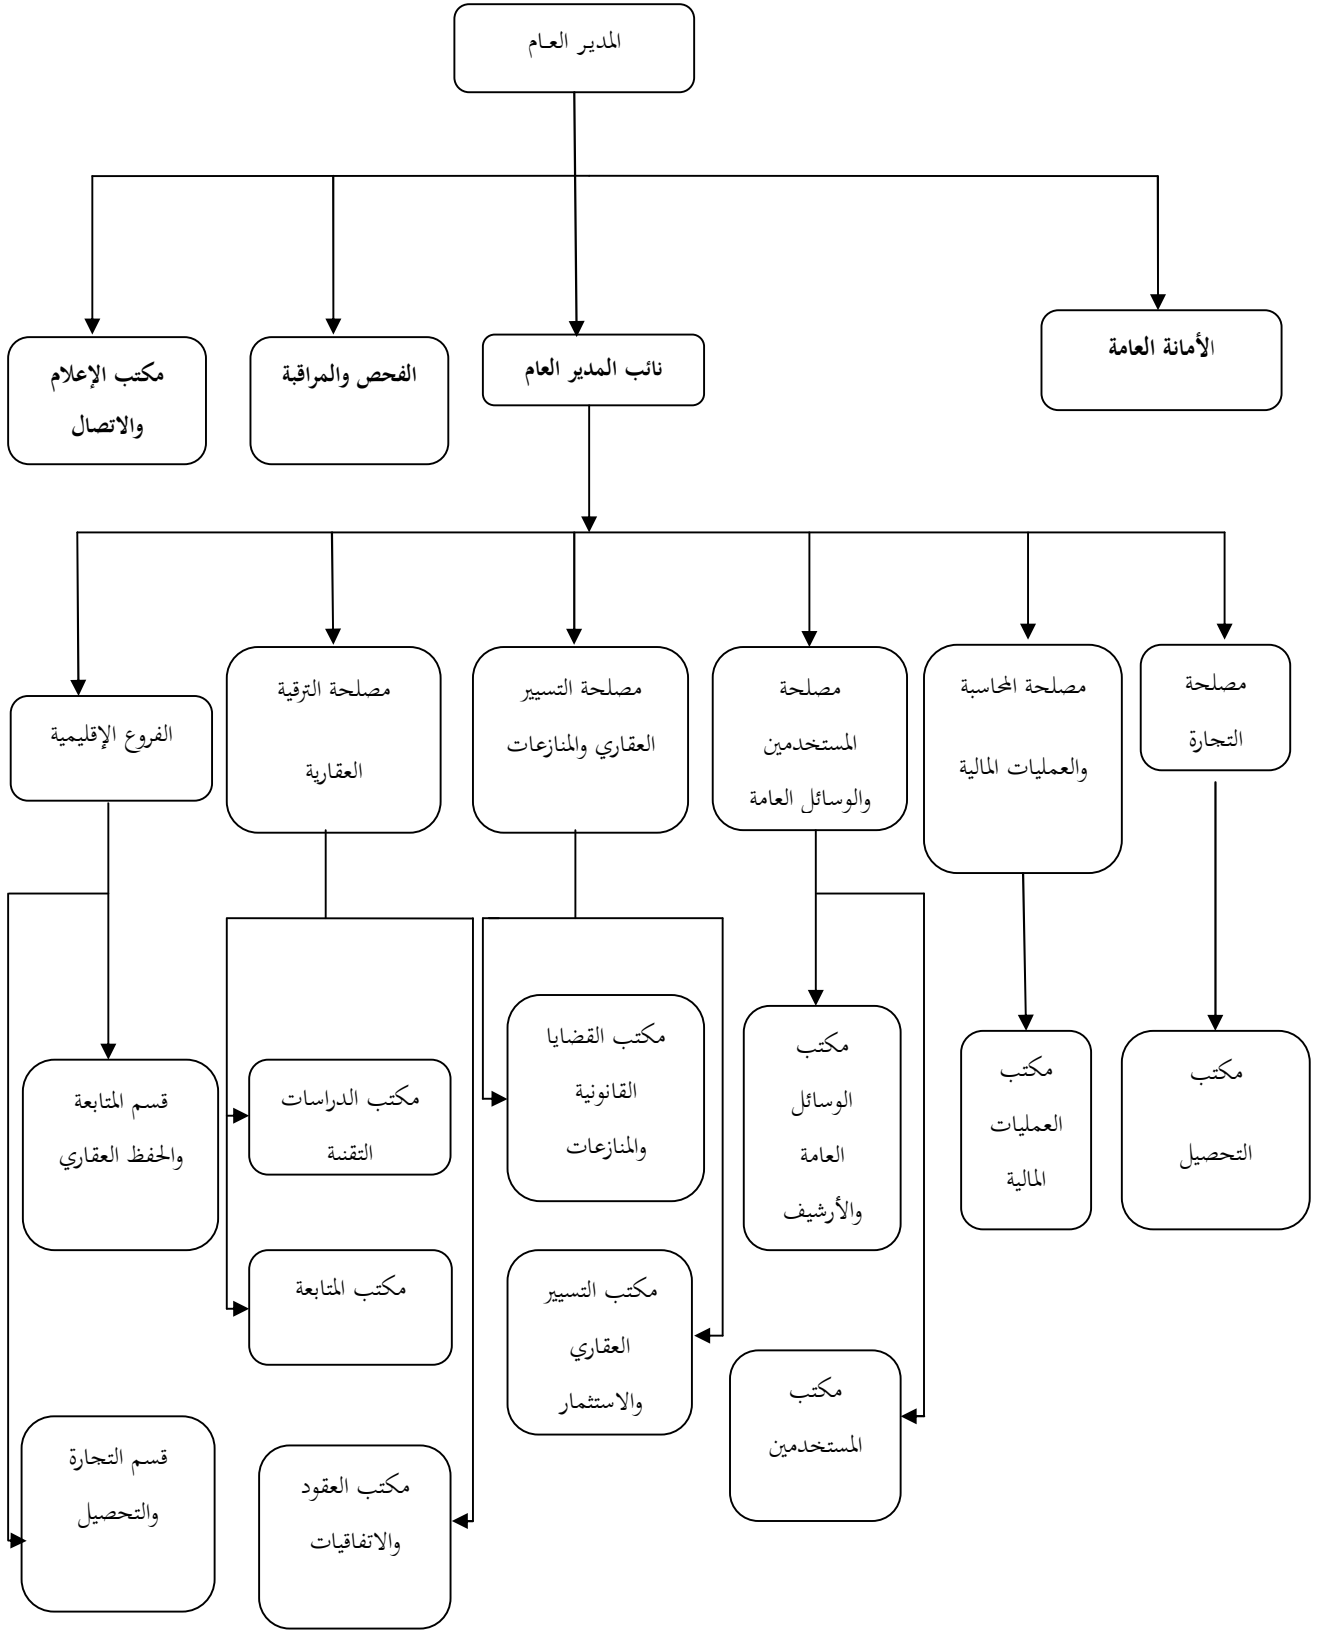 المدير العام
الأمانة العامة
نائب المدير العام
الفحص والمراقبة
مكتب الإعلام
والاتصال
مصلحة
التجارة
مصلحة المحاسبة
والعمليات المالية
مصلحة
المستخدمين
والوسائل العامة
مصلحة التسيير
العقاري والمنازعات
مصلحة الترقية
العقارية
الفروع الإقليمية
مكتب
التحصيل
مكتب
العمليات
المالية
مكتب
الوسائل
العامة
والأرشيف
مكتب القضايا
القانونية
والمنازعات
مكتب الدراسات
التقنية
قسم المتابعة
والحفظ العقاري
مكتب
المستخدمين
مكتب التسيير
العقاري
والاستثمار
مكتب المتابعة
مكتب العقود
والاتفاقيات
قسم التجارة
والتحصيل